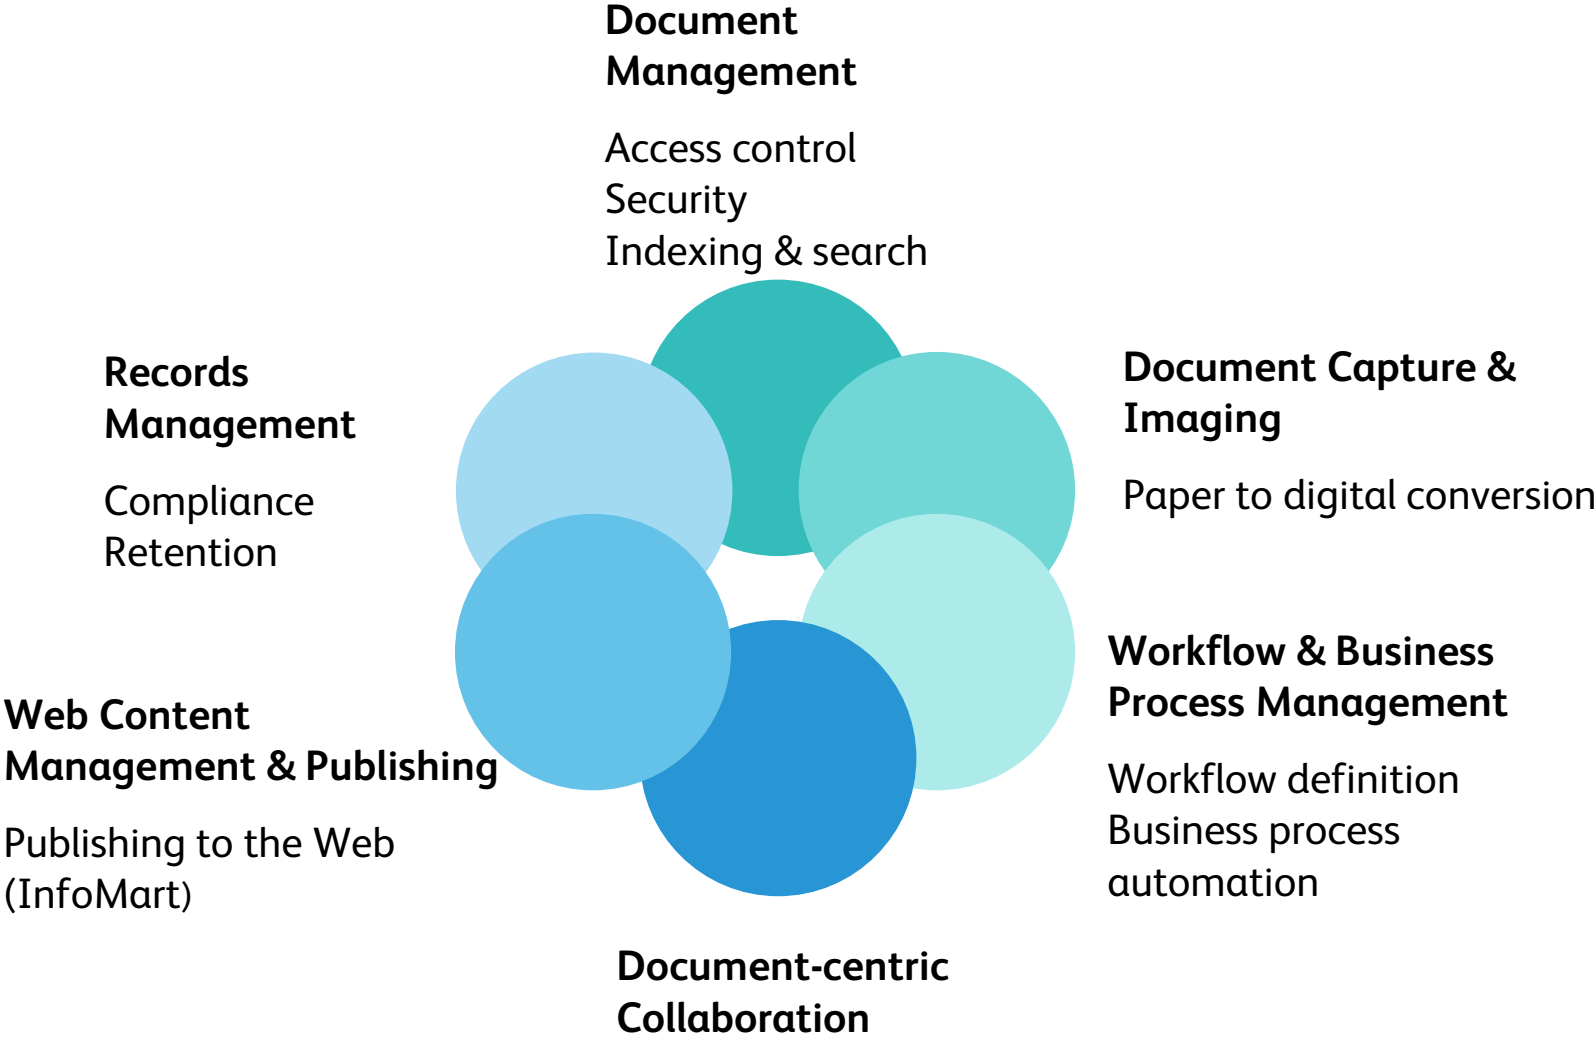 Document
Management
Access control
Security
Indexing & search
Records
Management
Compliance
Retention
Document Capture &
Imaging
Paper to digital conversion
Web Content
Management & Publishing
Publishing to the Web
(InfoMart)
Workflow & Business
Process Management
Workflow definition
Business process
automation
Document-centric
Collaboration